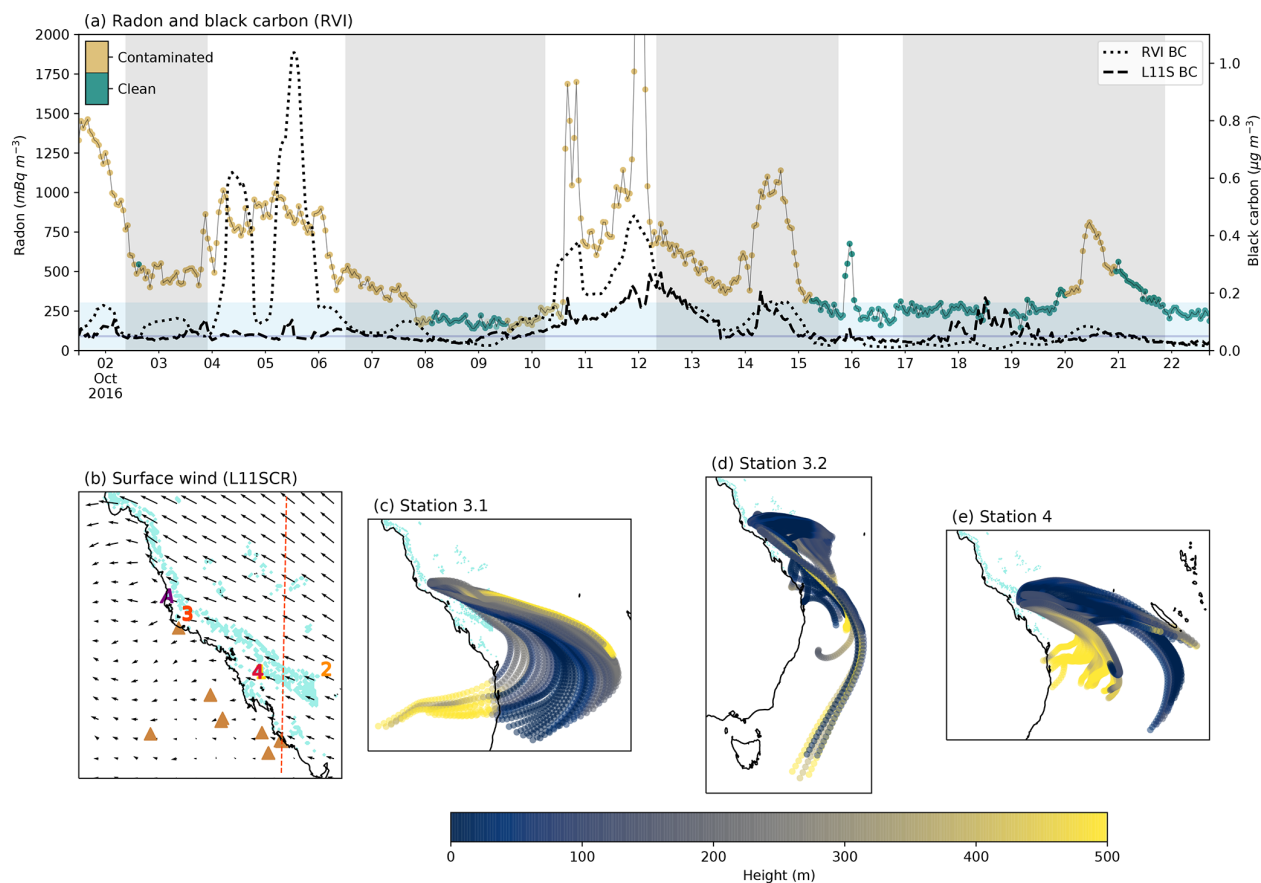 (a) Radon and black carbon (RVI)
Contaminated
Clean
RVI BC
L11S BC
2000
1750
1500
1250
1000
750
500
250
0
Radon (mBq m⁻³)
1.0
0.8
0.6
0.4
0.2
0.0
Black carbon (μg m⁻³)
02 03 04 05 06 07 08 09 10 11 12 13 14 15 16 17 18 19 20 21 22
Oct
2016
(b) Surface wind (L11SCR)
A
3
4
2
(c) Station 3.1
(d) Station 3.2
(e) Station 4
0 100 200 300 400 500
Height (m)